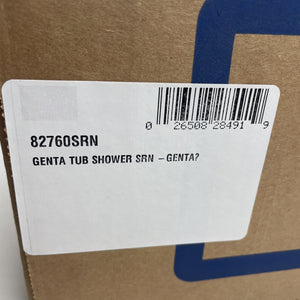 0 26508 28491 9
82760SRN
GENTA TUB SHOWER SRN – GENTA?